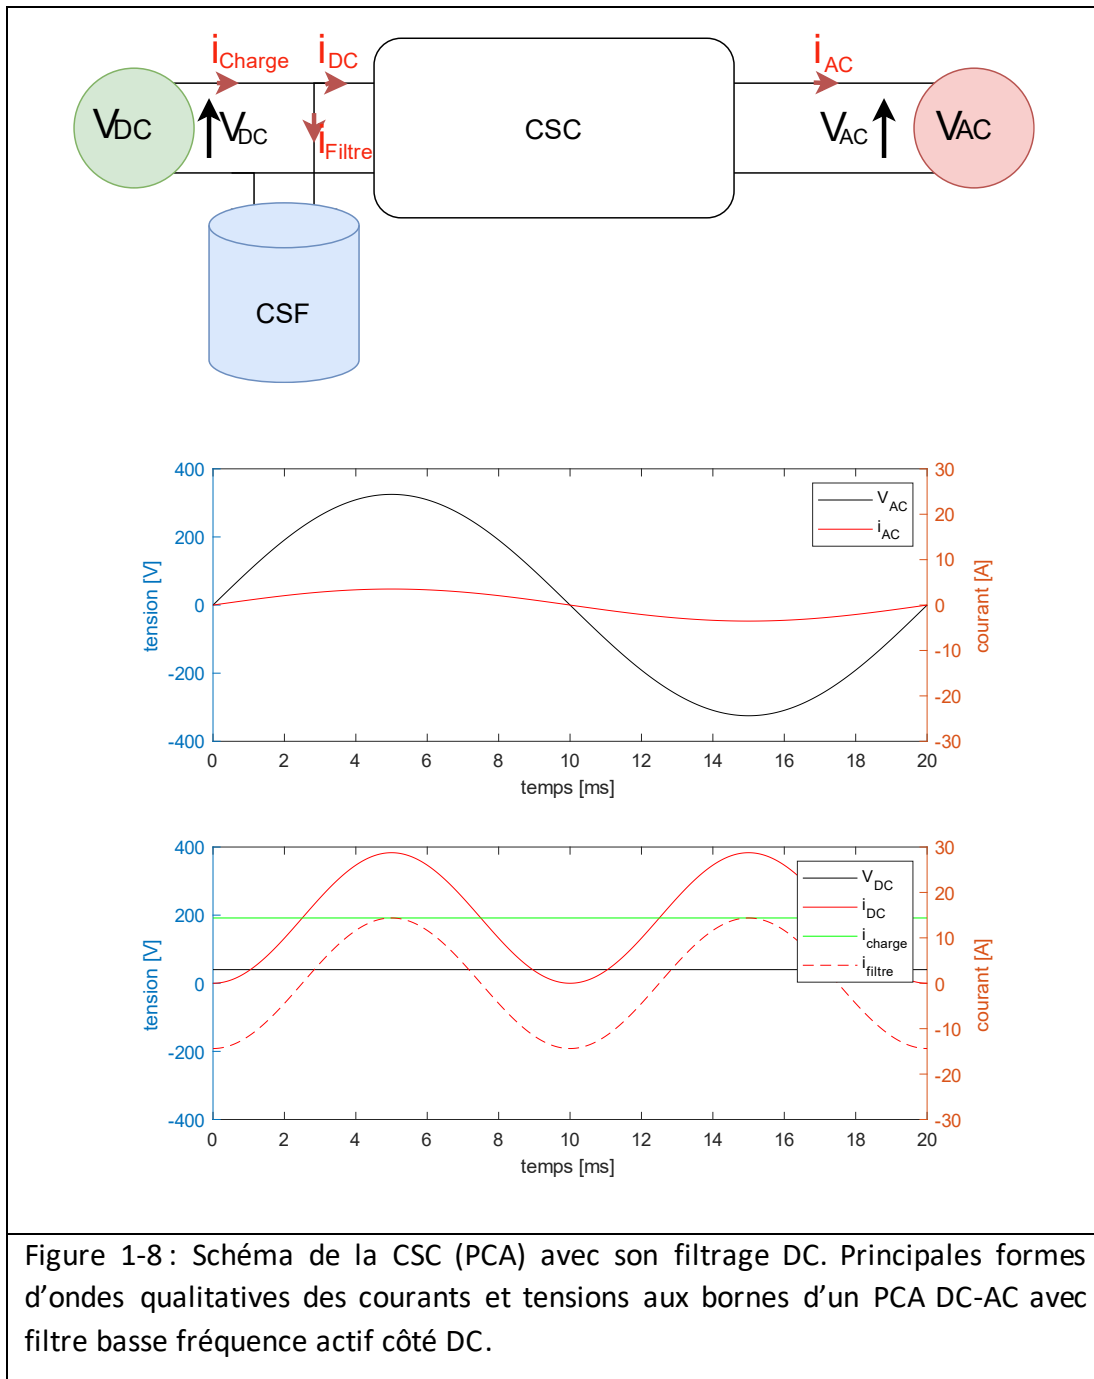 iCharge iDC iAC
VDC VDC CSC VAC VAC
iFiltre
CSF
400 30
VAC
20
iAC
200
10
tension [V] 0 0 courant [A]
-10
-200
-20
-400 -30
0 2 4 6 8 10 12 14 16 18 20
temps [ms]
400 30
VDC
iDC 20
200
icharge 10
ifiltre
tension [V] 0 0 courant [A]
-10
-200
-20
-400 -30
0 2 4 6 8 10 12 14 16 18 20
temps [ms]
Figure 1-8 : Schéma de la CSC (PCA) avec son filtrage DC. Principales formes
d’ondes qualitatives des courants et tensions aux bornes d’un PCA DC-AC avec
filtre basse fréquence actif côté DC.